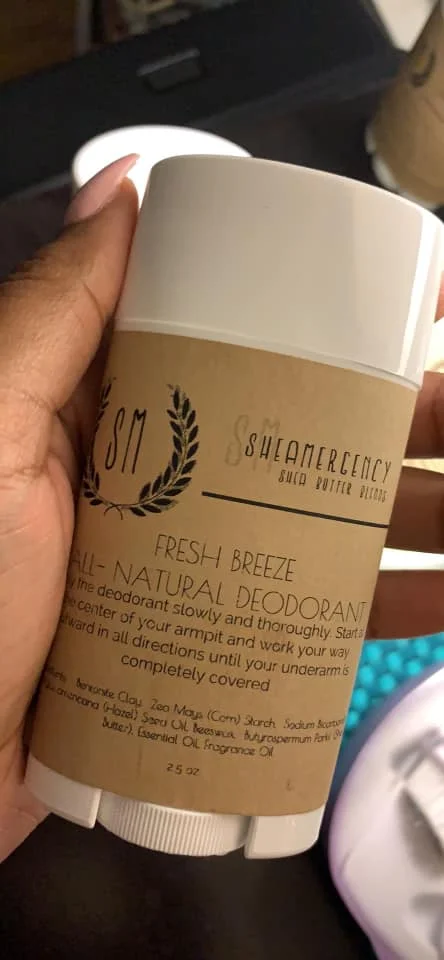 SM
SM
SHEAMERGENCY
SHEA BUTTER BLENDS
FRESH BREEZE
ALL- NATURAL DEODORANT
the deodorant slowly and thoroughly. Start
center of your armpit and work your way
in all directions until your underarm is
completely covered
Bentonite Clay, Zea Mays (Corn) Starch, Sodium
americana (Hazel) Seed Oil, Beeswax, Butyrospermum Parkii
Butter), Essential Oil, Fragrance Oil
2.5 oz